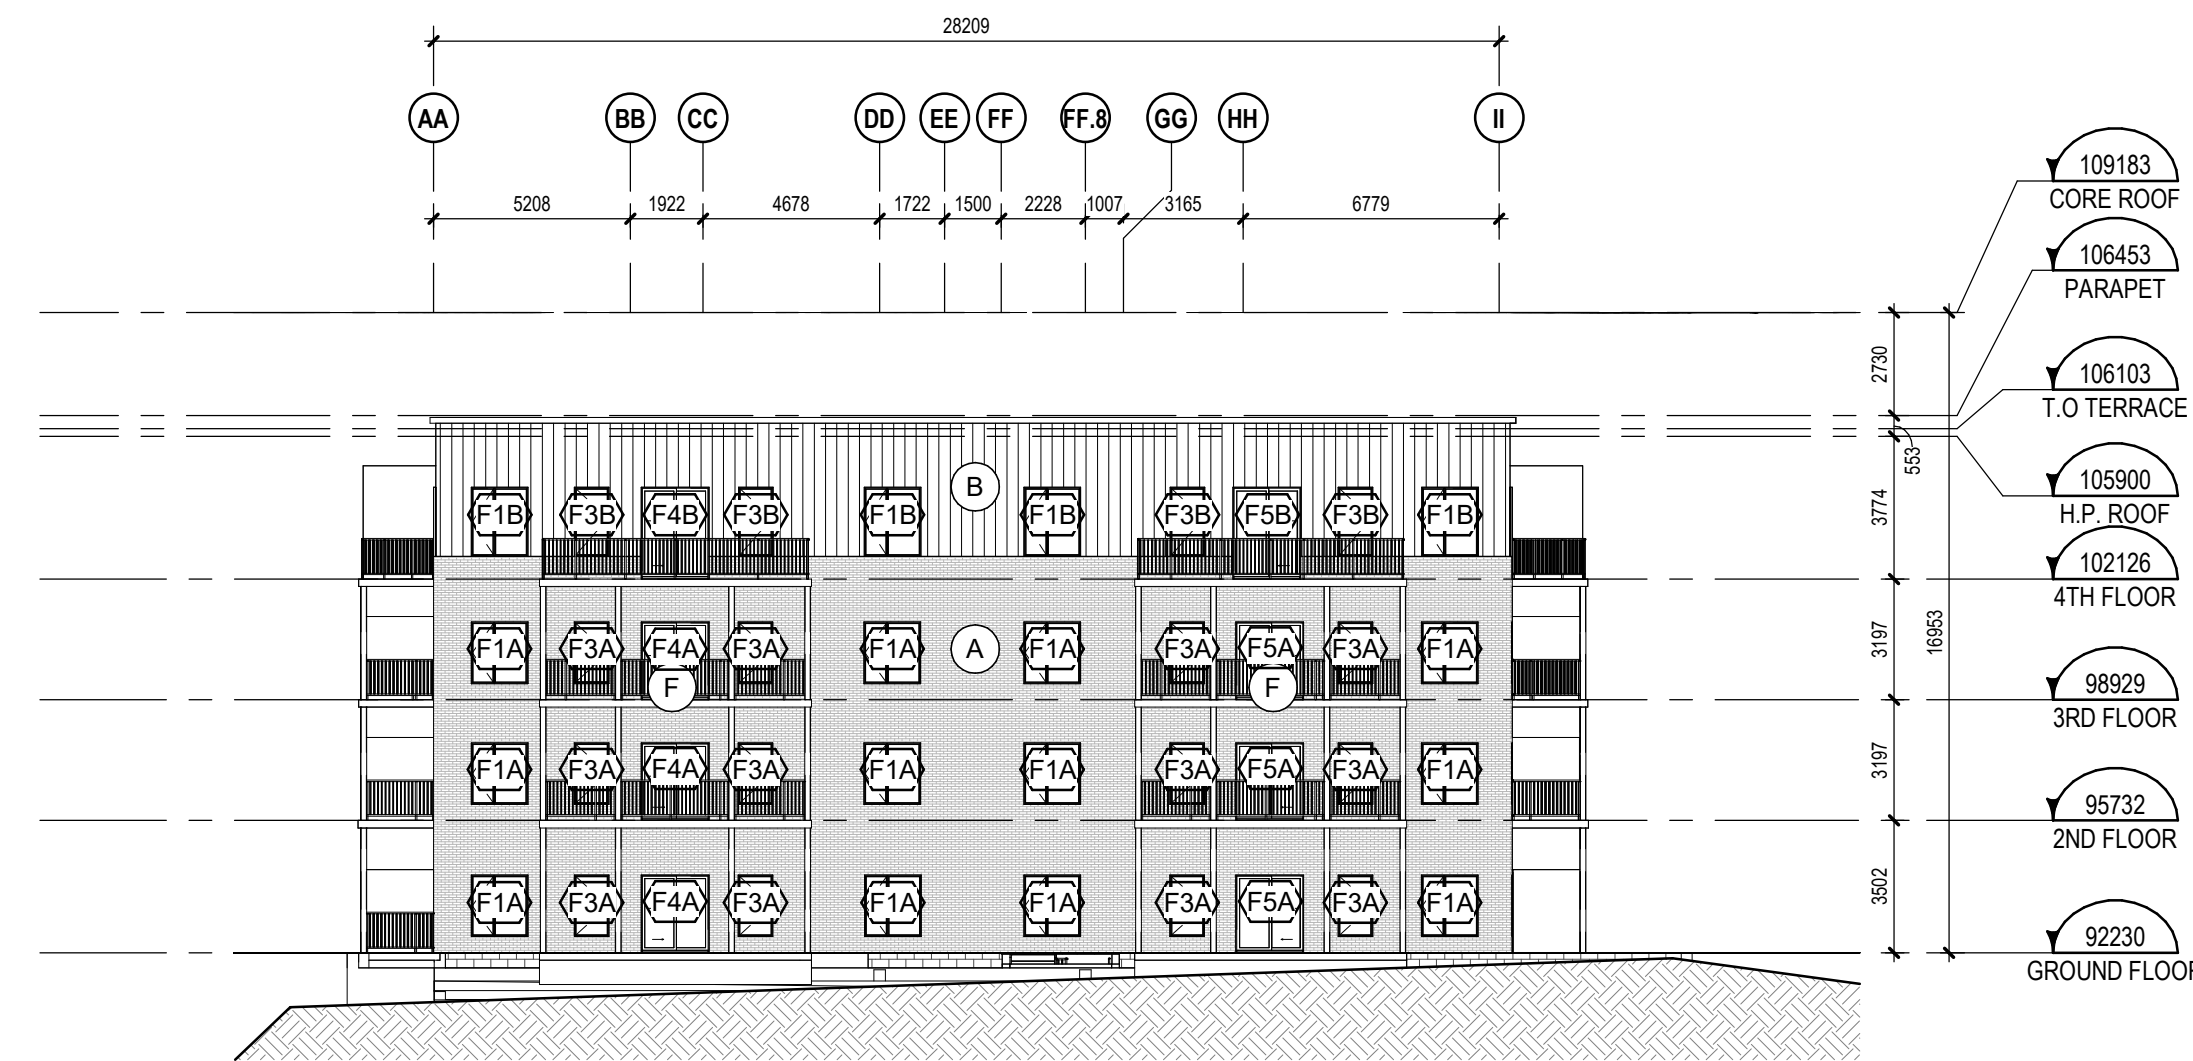 28209
AA BB CC DD EE FF FF.8 GG HH II
5208 1922 4678 1722 1500 2228 1007 3165 6779
109183
CORE ROOF
106453
PARAPET
106103
T.O TERRACE
105900
H.P. ROOF
102126
4TH FLOOR
98929
3RD FLOOR
95732
2ND FLOOR
92230
GROUND FLOOR
2730
553
3774
3197
3197
3502
16953
B
F1B F3B F4B F3B F1B F1B F3B F5B F3B F1B
F1A F3A F4A F3A F1A A F1A F3A F5A F3A F1A
F F
F1A F3A F4A F3A F1A F1A F3A F5A F3A F1A
F1A F3A F4A F3A F1A F1A F3A F5A F3A F1A